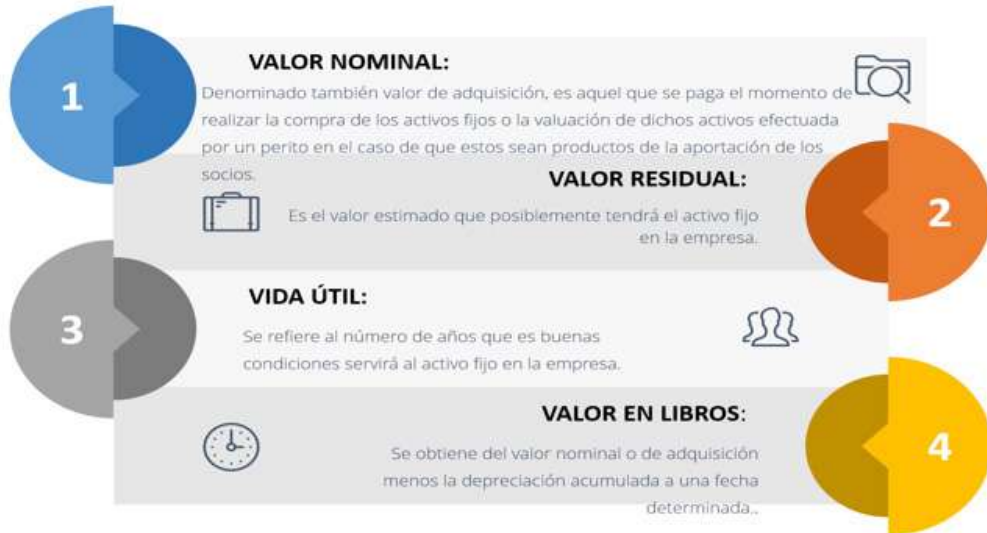 1
VALOR NOMINAL:
Denominado también valor de adquisición, es aquel que se paga el momento de
realizar la compra de los activos fijos o la valuación de dichos activos efectuada
por un perito en el caso de que estos sean productos de la aportación de los
socios.
2
VALOR RESIDUAL:
Es el valor estimado que posiblemente tendrá el activo fijo
en la empresa.
3
VIDA ÚTIL:
Se refiere al número de años que es buenas
condiciones servirá al activo fijo en la empresa.
4
VALOR EN LIBROS:
Se obtiene del valor nominal o de adquisición
menos la depreciación acumulada a una fecha
determinada..